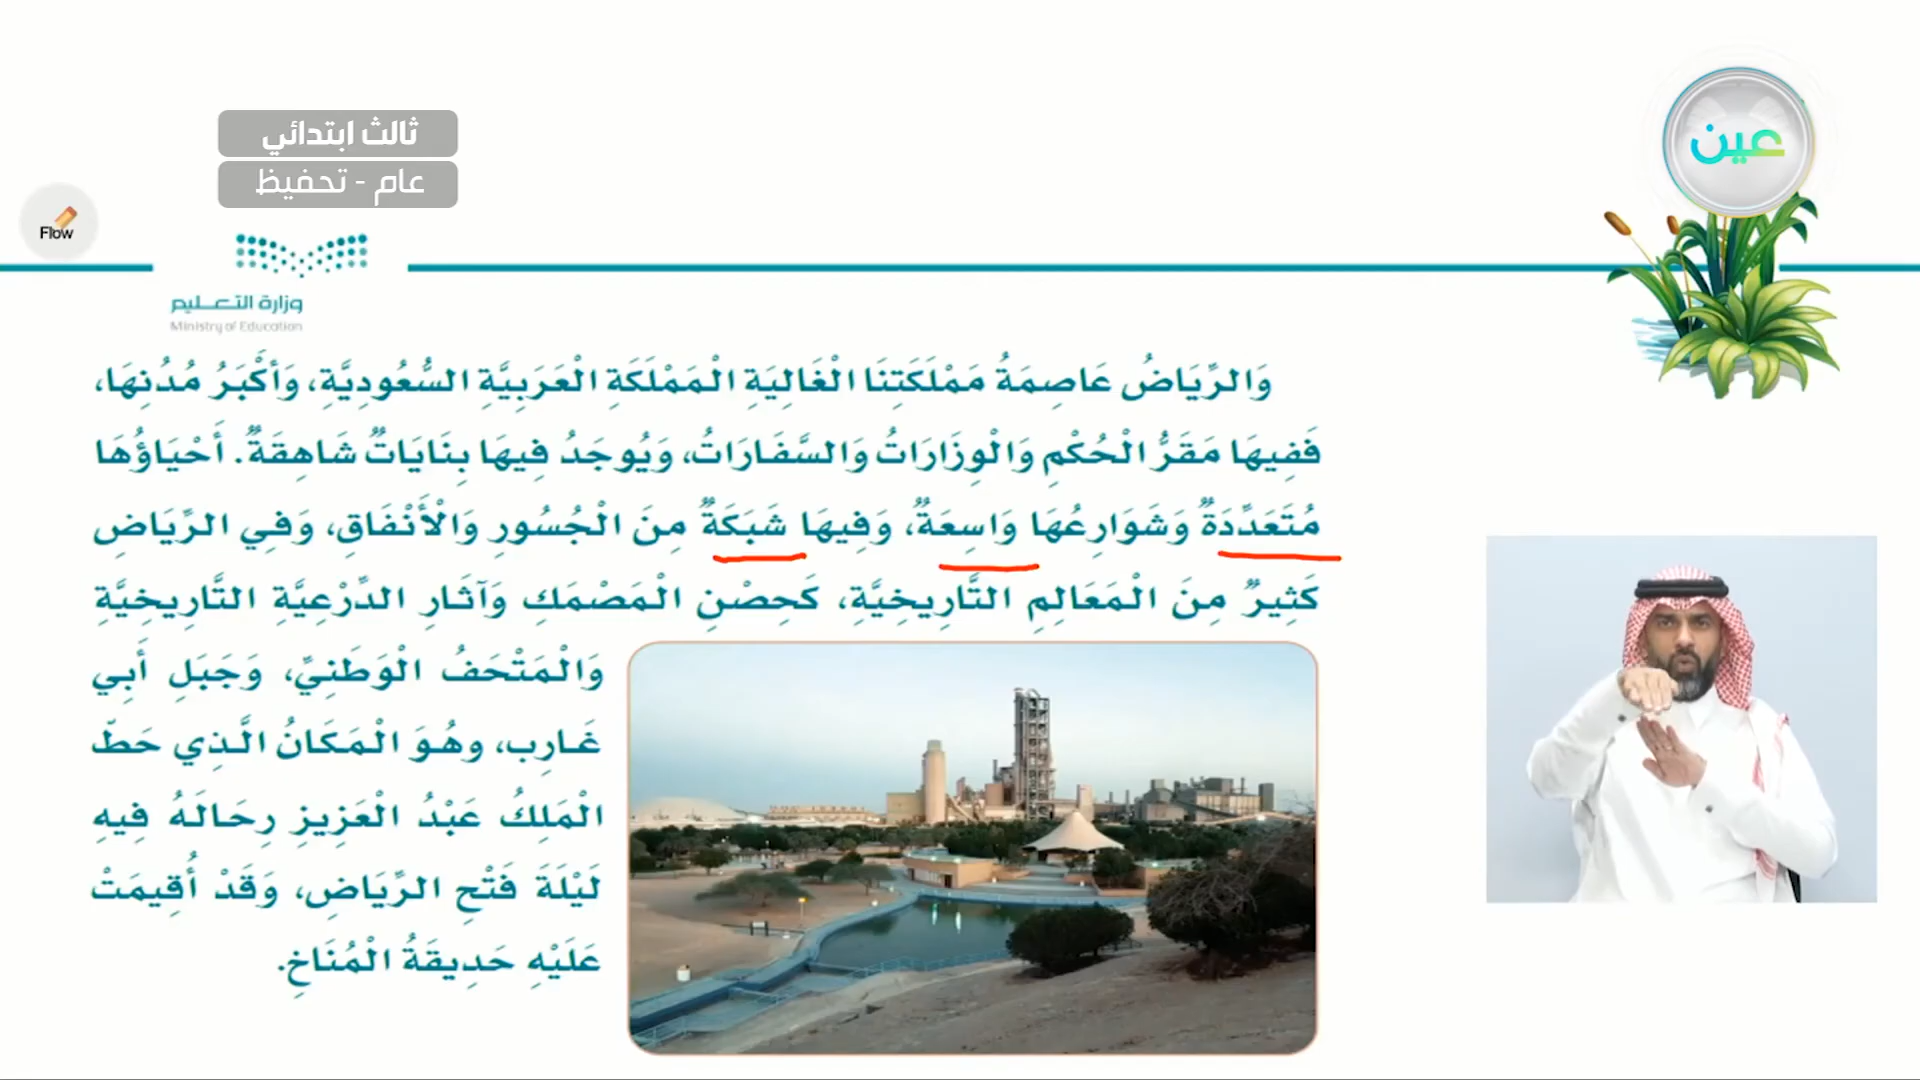 عين
ثالث ابتدائي
عام - تحفيظ
Flow
وزارة التعليم
Ministry of Education
وَالرِّيَاضُ عَاصِمَةُ مَمْلَكَتِنَا الْغَالِيَةِ الْمَمْلَكَةِ الْعَرَبِيَّةِ السُّعُودِيَّةِ، وَأَكْبَرُ مُدُنِهَا،
فَفِيهَا مَقَرُّ الْحُكْمِ وَالْوِزَارَاتُ وَالسَّفَارَاتُ، وَيُوجَدُ فِيهَا بِنَايَاتٌ شَاهِقَةٌ. أَحْيَاؤُهَا
مُتَعَدِّدَةٌ وَشَوَارِعُهَا وَاسِعَةٌ، وَفِيهَا شَبَكَةٌ مِنَ الْجُسُورِ وَالْأَنْفَاقِ، وَفِي الرِّيَاضِ
كَثِيرٌ مِنَ الْمَعَالِمِ التَّارِيخِيَّةِ، كَحِصْنِ الْمَصْمَكِ وَآثَارِ الدِّرْعِيَّةِ التَّارِيخِيَّةِ
وَالْمَتْحَفُ الْوَطَنِيِّ، وَجَبَلِ أَبِي
غَارِب، وهُوَ الْمَكَانُ الَّذِي حَطّ
الْمَلِكُ عَبْدُ الْعَزِيزِ رِحَالَهُ فِيهِ
لَيْلَةَ فَتْحِ الرِّيَاضِ، وَقَدْ أُقِيمَتْ
عَلَيْهِ حَدِيقَةُ الْمُنَاخِ.